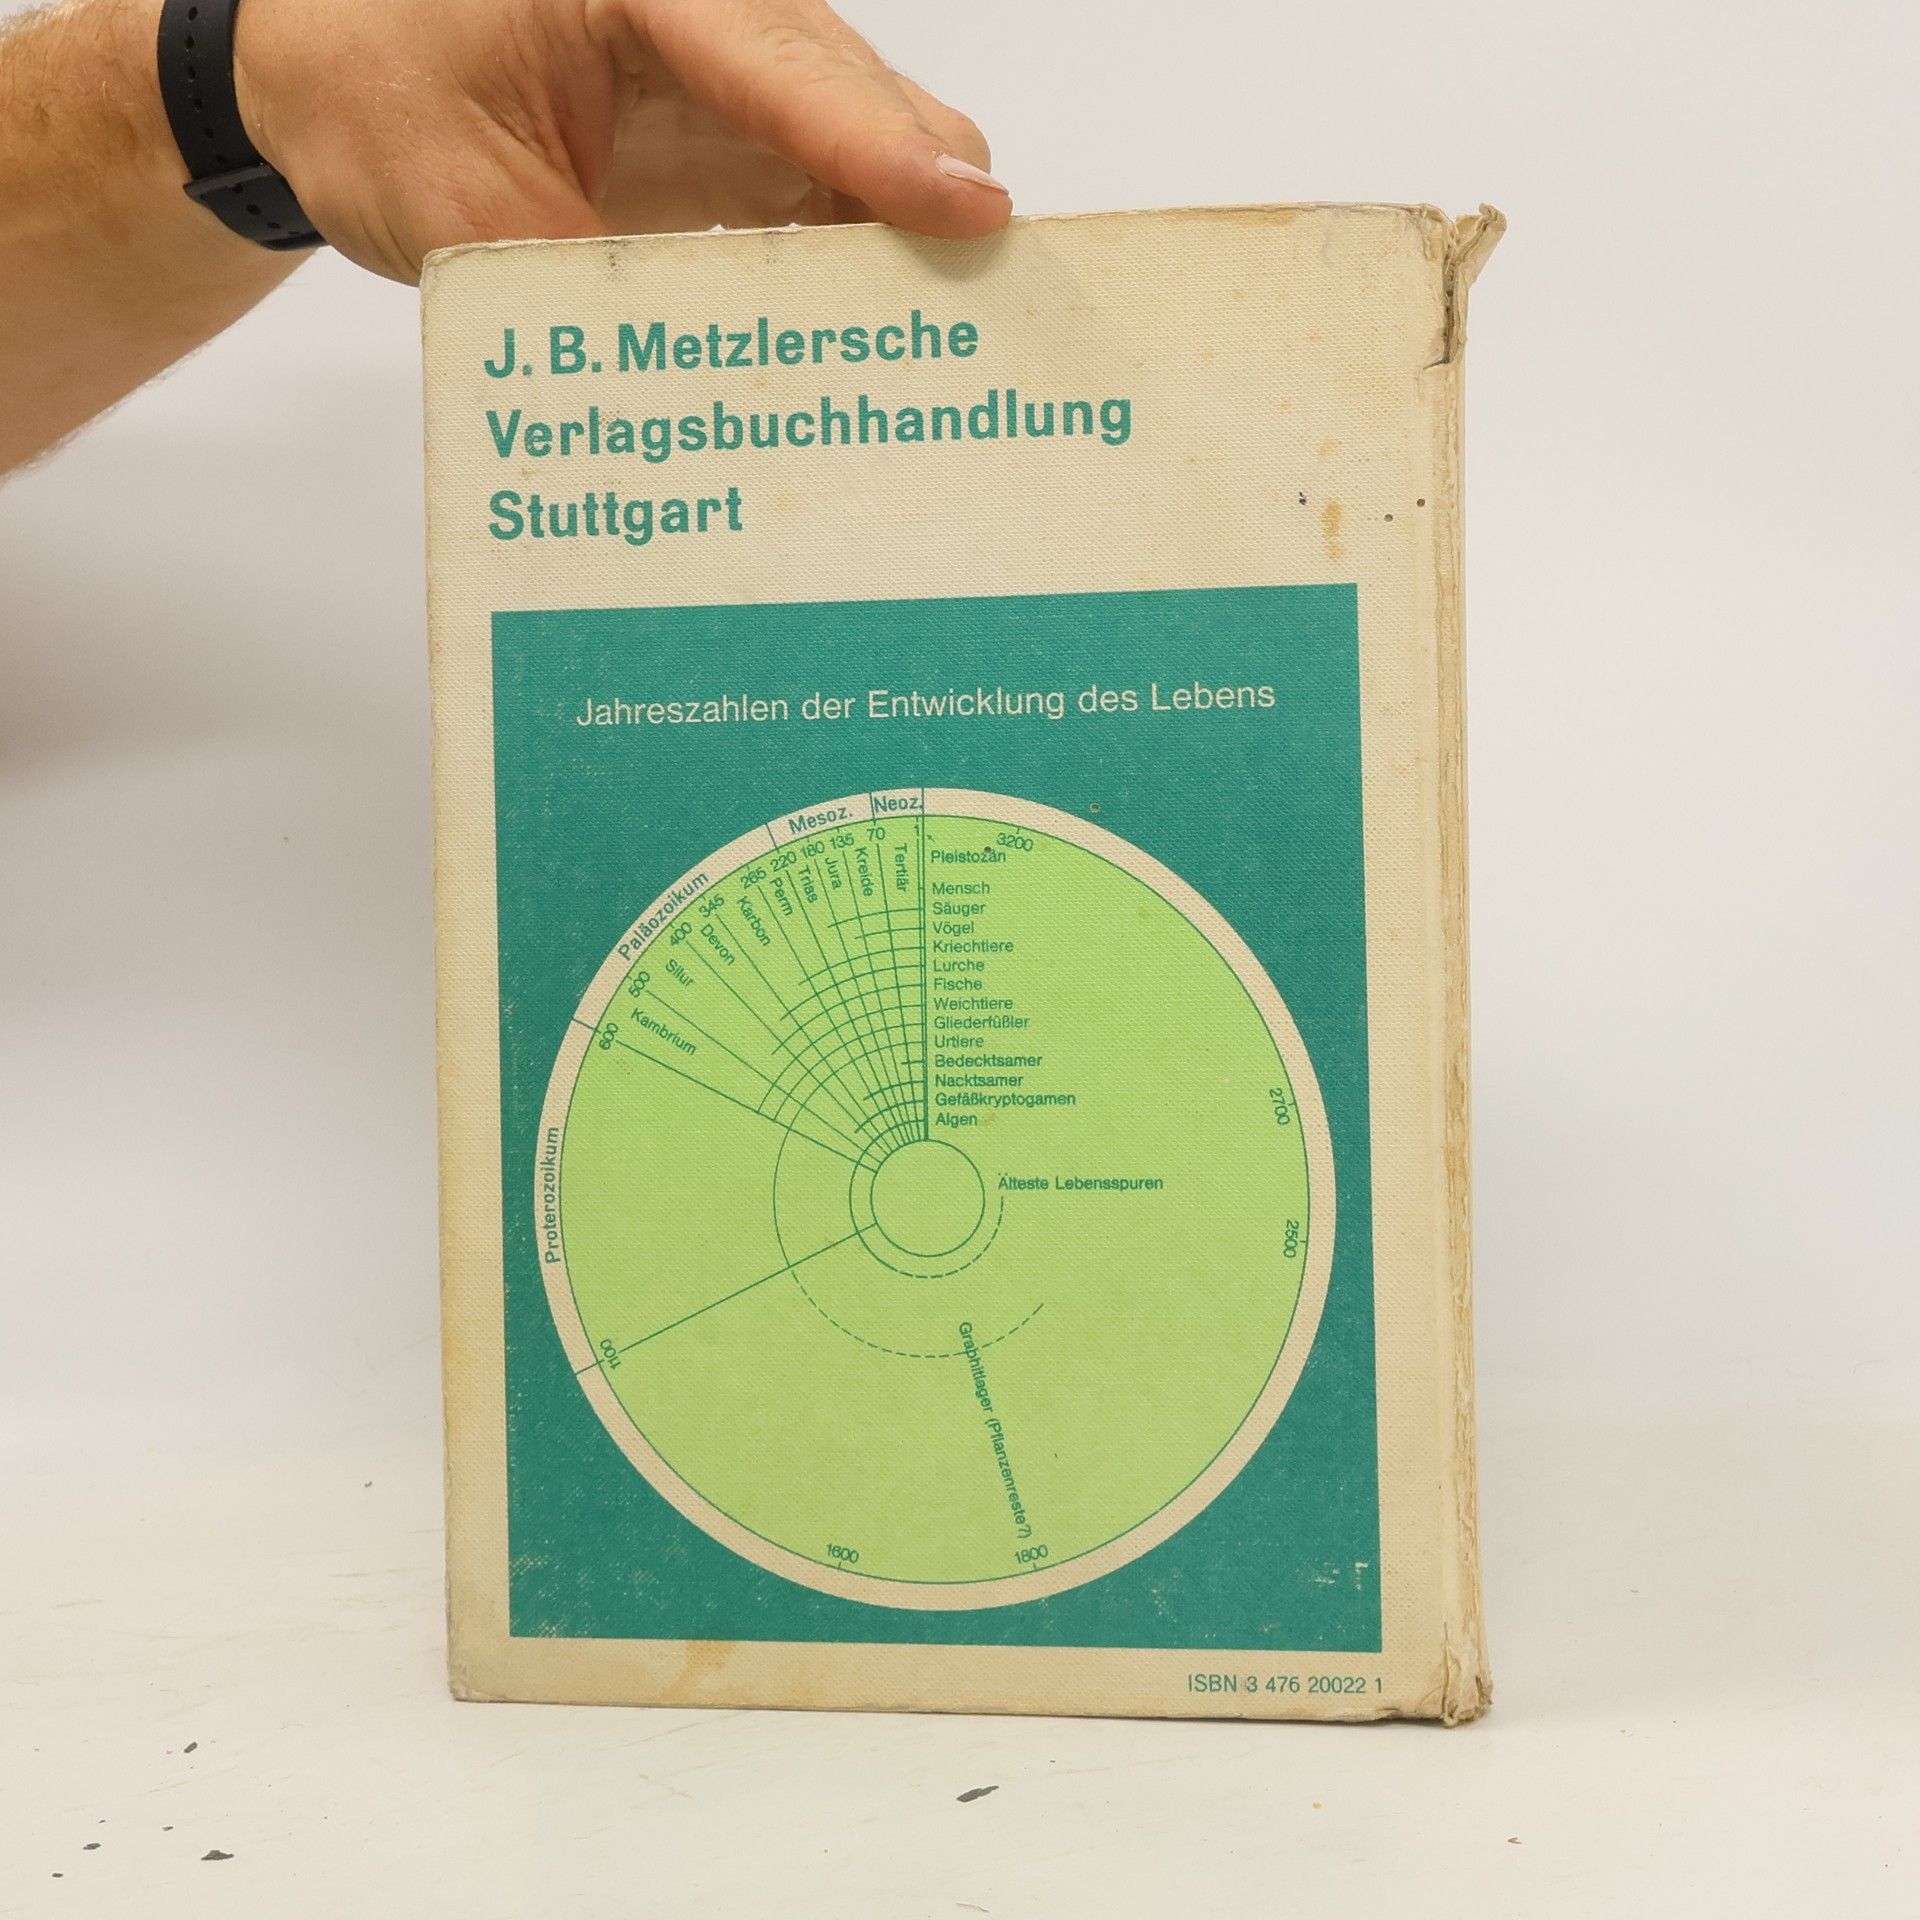 J. B. Metzlersche
Verlagsbuchhandlung
Stuttgart
Jahreszahlen der Entwicklung des Lebens
Neoz.
Mesoz.
Paläozoikum
Proterozoikum
1
70
135
180
220
265
345
400
500
600
1100
1600
1800
2500
2700
3200
Tertiär
Kreide
Jura
Trias
Perm
Karbon
Devon
Silur
Kambrium
Pleistozän
Mensch
Säuger
Vögel
Kriechtiere
Lurche
Fische
Weichtiere
Gliederfüßler
Urtiere
Bedecktsamer
Nacktsamer
Gefäßkryptogamen
Algen
Älteste Lebensspuren
Graphitlager (Pflanzenreste?)
ISBN 3 476 20022 1